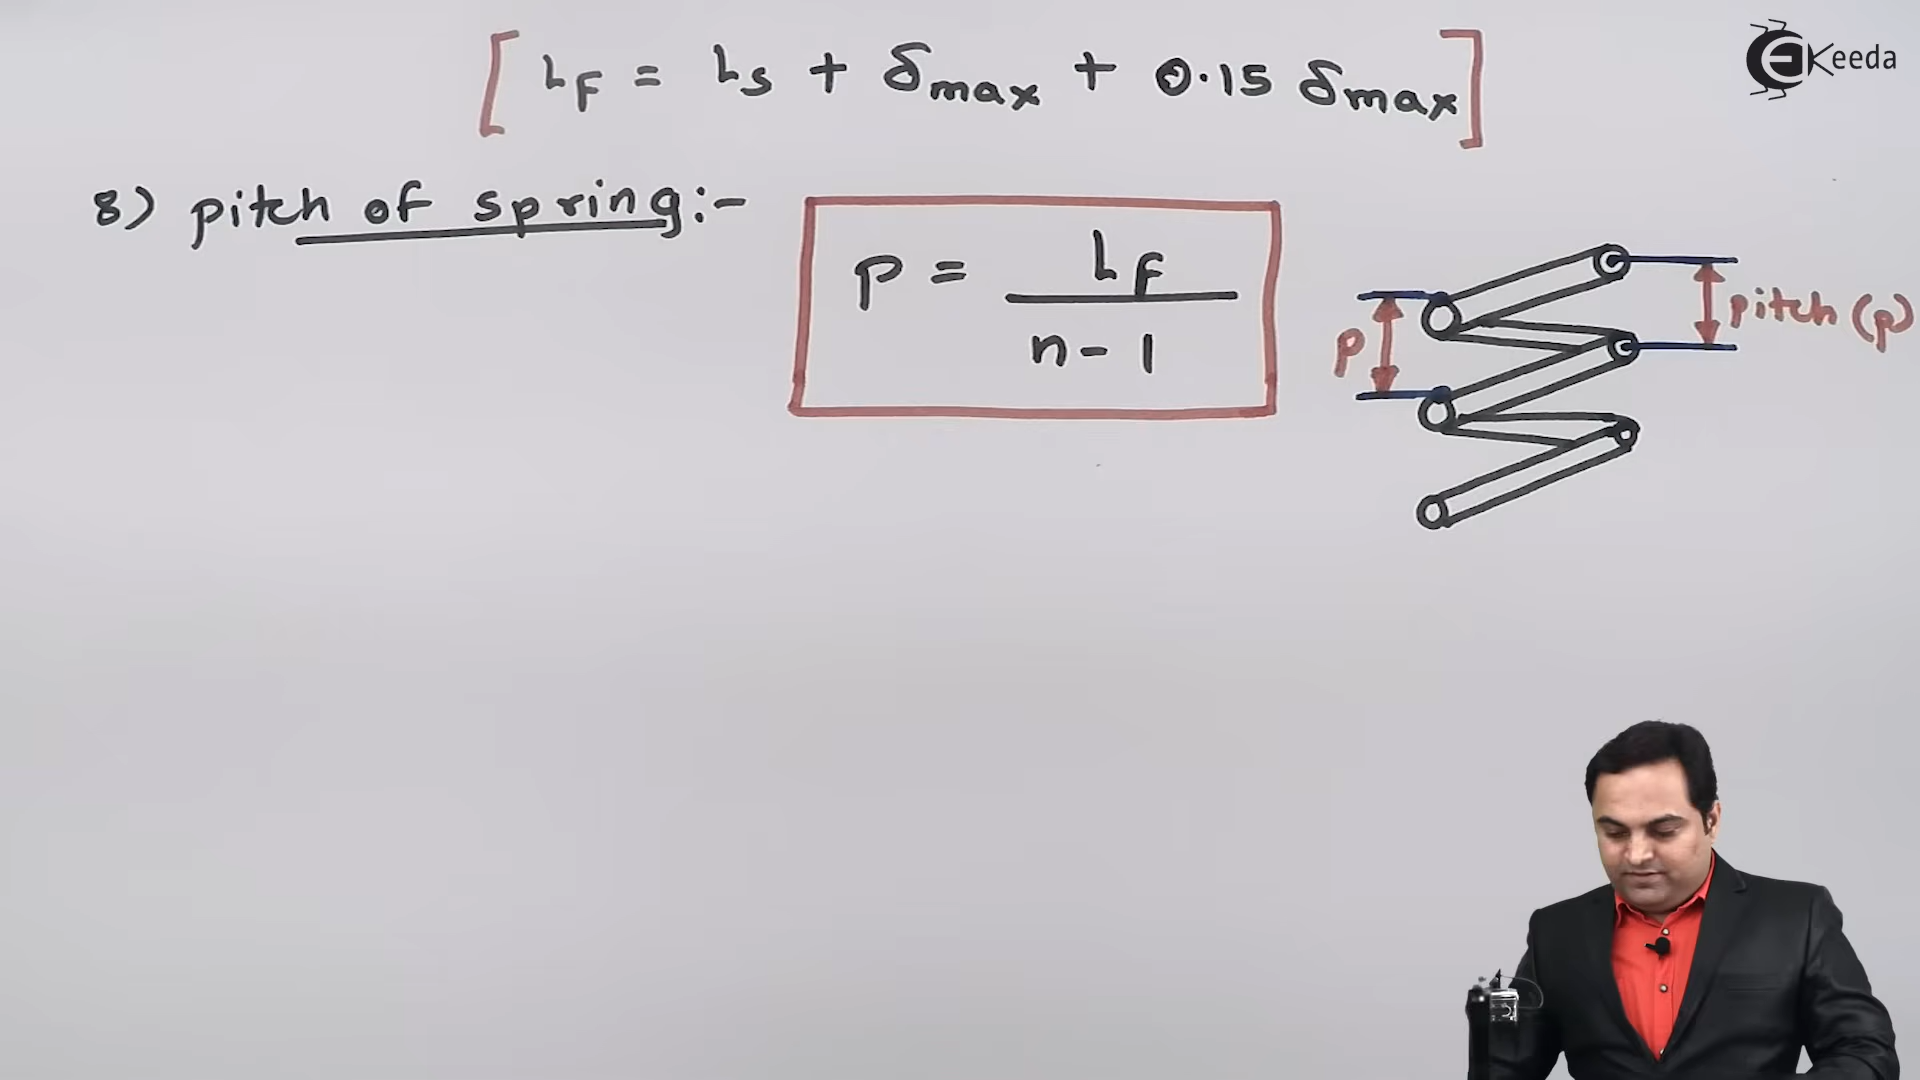 [ LF = LS + δmax + 0.15 δmax ]
Ekeeda
8) pitch of spring:-
P = LF / n - 1
pitch (p)
P